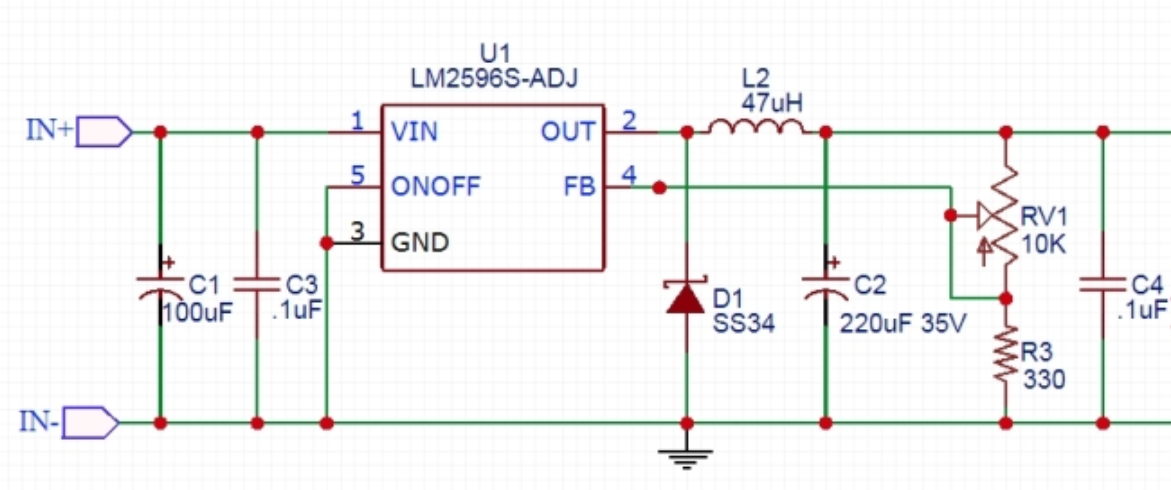 U1
LM2596S-ADJ
L2
47uH
IN+
1
VIN
OUT
2
5
ONOFF
FB
4
3
GND
RV1
10K
+
C1
100uF
C3
.1uF
D1
SS34
+
C2
220uF 35V
C4
.1uF
R3
330
IN-